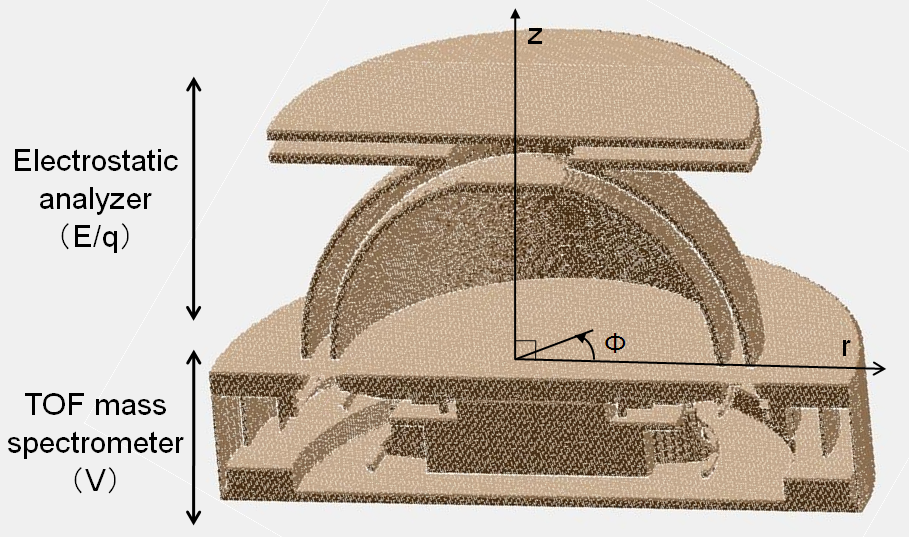 z
Electrostatic
analyzer
（E/q）
Φ
r
TOF mass
spectrometer
（V）